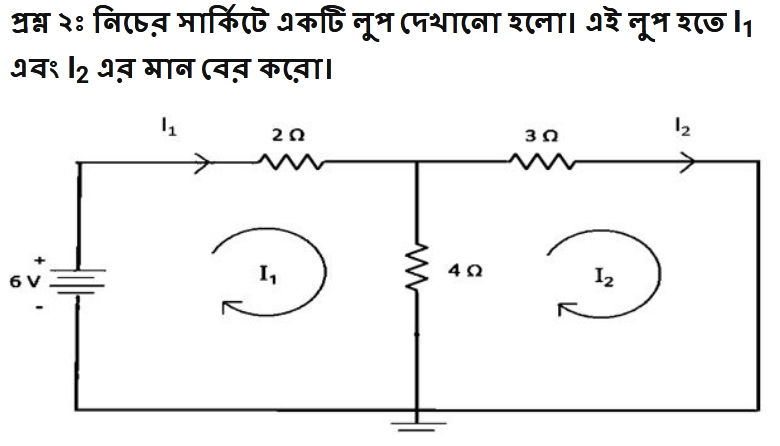 প্রশ্ন ২ঃ নিচের সার্কিটে একটি লুপ দেখানো হলো। এই লুপ হতে I₁
এবং I₂ এর মান বের করো।
I₁ 2 Ω 3 Ω I₂
+
6 V I₁ 4 Ω I₂
-